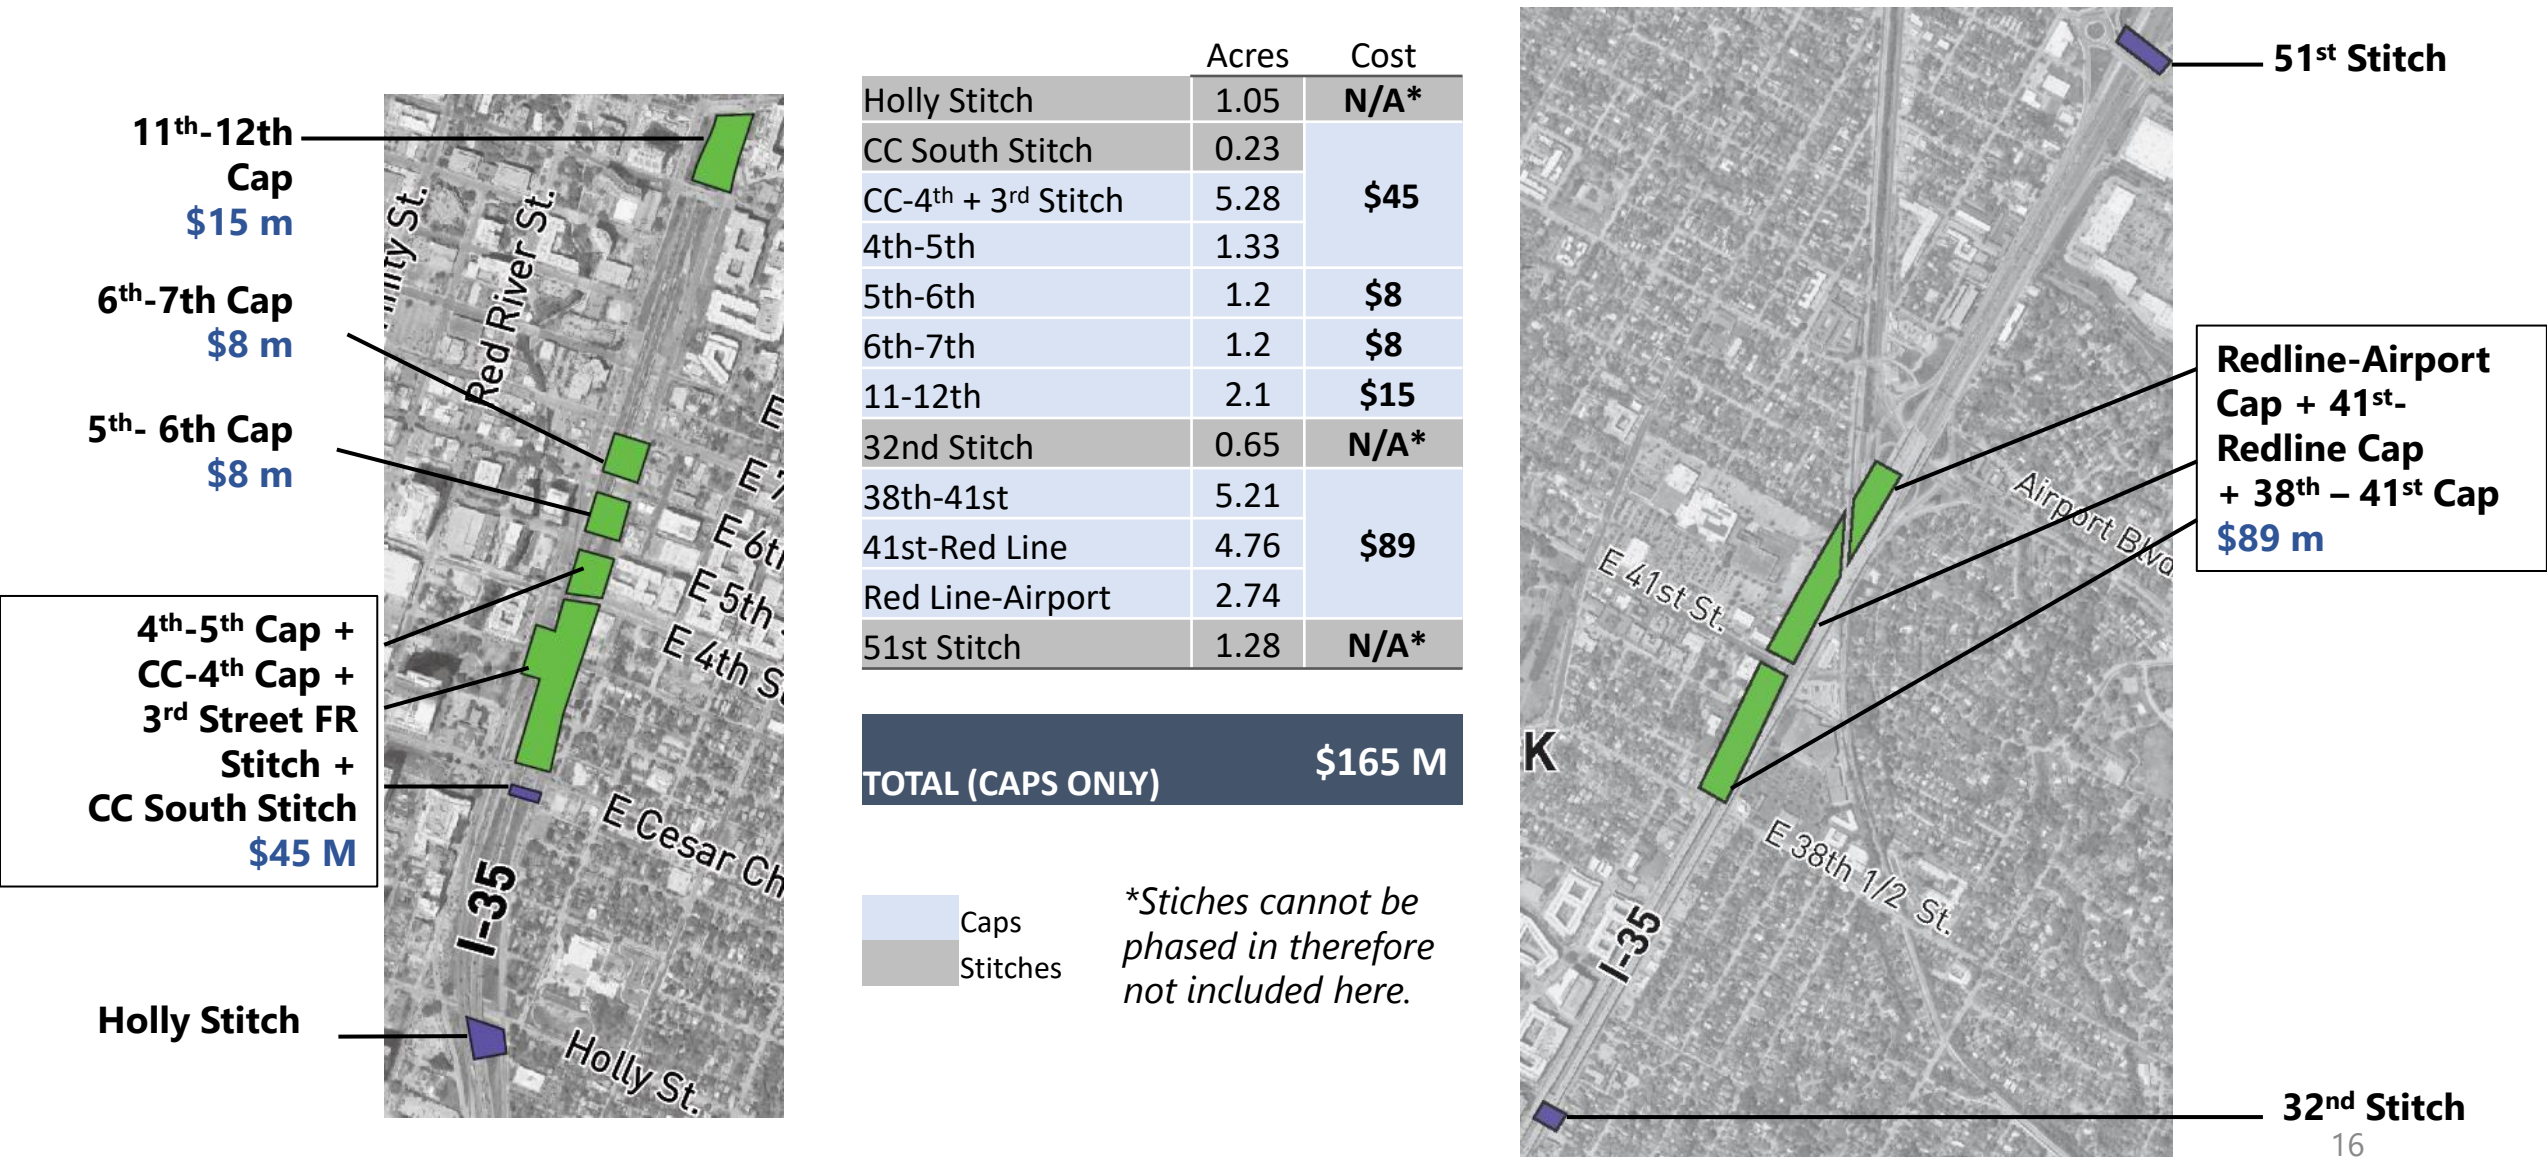 11th-12th
Cap
$15 m
6th-7th Cap
$8 m
5th- 6th Cap
$8 m
4th-5th Cap +
CC-4th Cap +
3rd Street FR
Stitch +
CC South Stitch
$45 M
Holly Stitch
Red River St.
E 6th
E 5th
E 4th S
E Cesar Ch
I-35
Holly St.
Acres Cost
Holly Stitch 1.05 N/A*
CC South Stitch 0.23
CC-4th + 3rd Stitch 5.28 $45
4th-5th 1.33
5th-6th 1.2 $8
6th-7th 1.2 $8
11-12th 2.1 $15
32nd Stitch 0.65 N/A*
38th-41st 5.21
41st-Red Line 4.76 $89
Red Line-Airport 2.74
51st Stitch 1.28 N/A*
TOTAL (CAPS ONLY) $165 M
Caps
Stitches
*Stiches cannot be
phased in therefore
not included here.
51st Stitch
Redline-Airport
Cap + 41st-
Redline Cap
+ 38th – 41st Cap
$89 m
Airport Blvd
E 41st St.
K
E 38th 1/2 St.
I-35
32nd Stitch
16